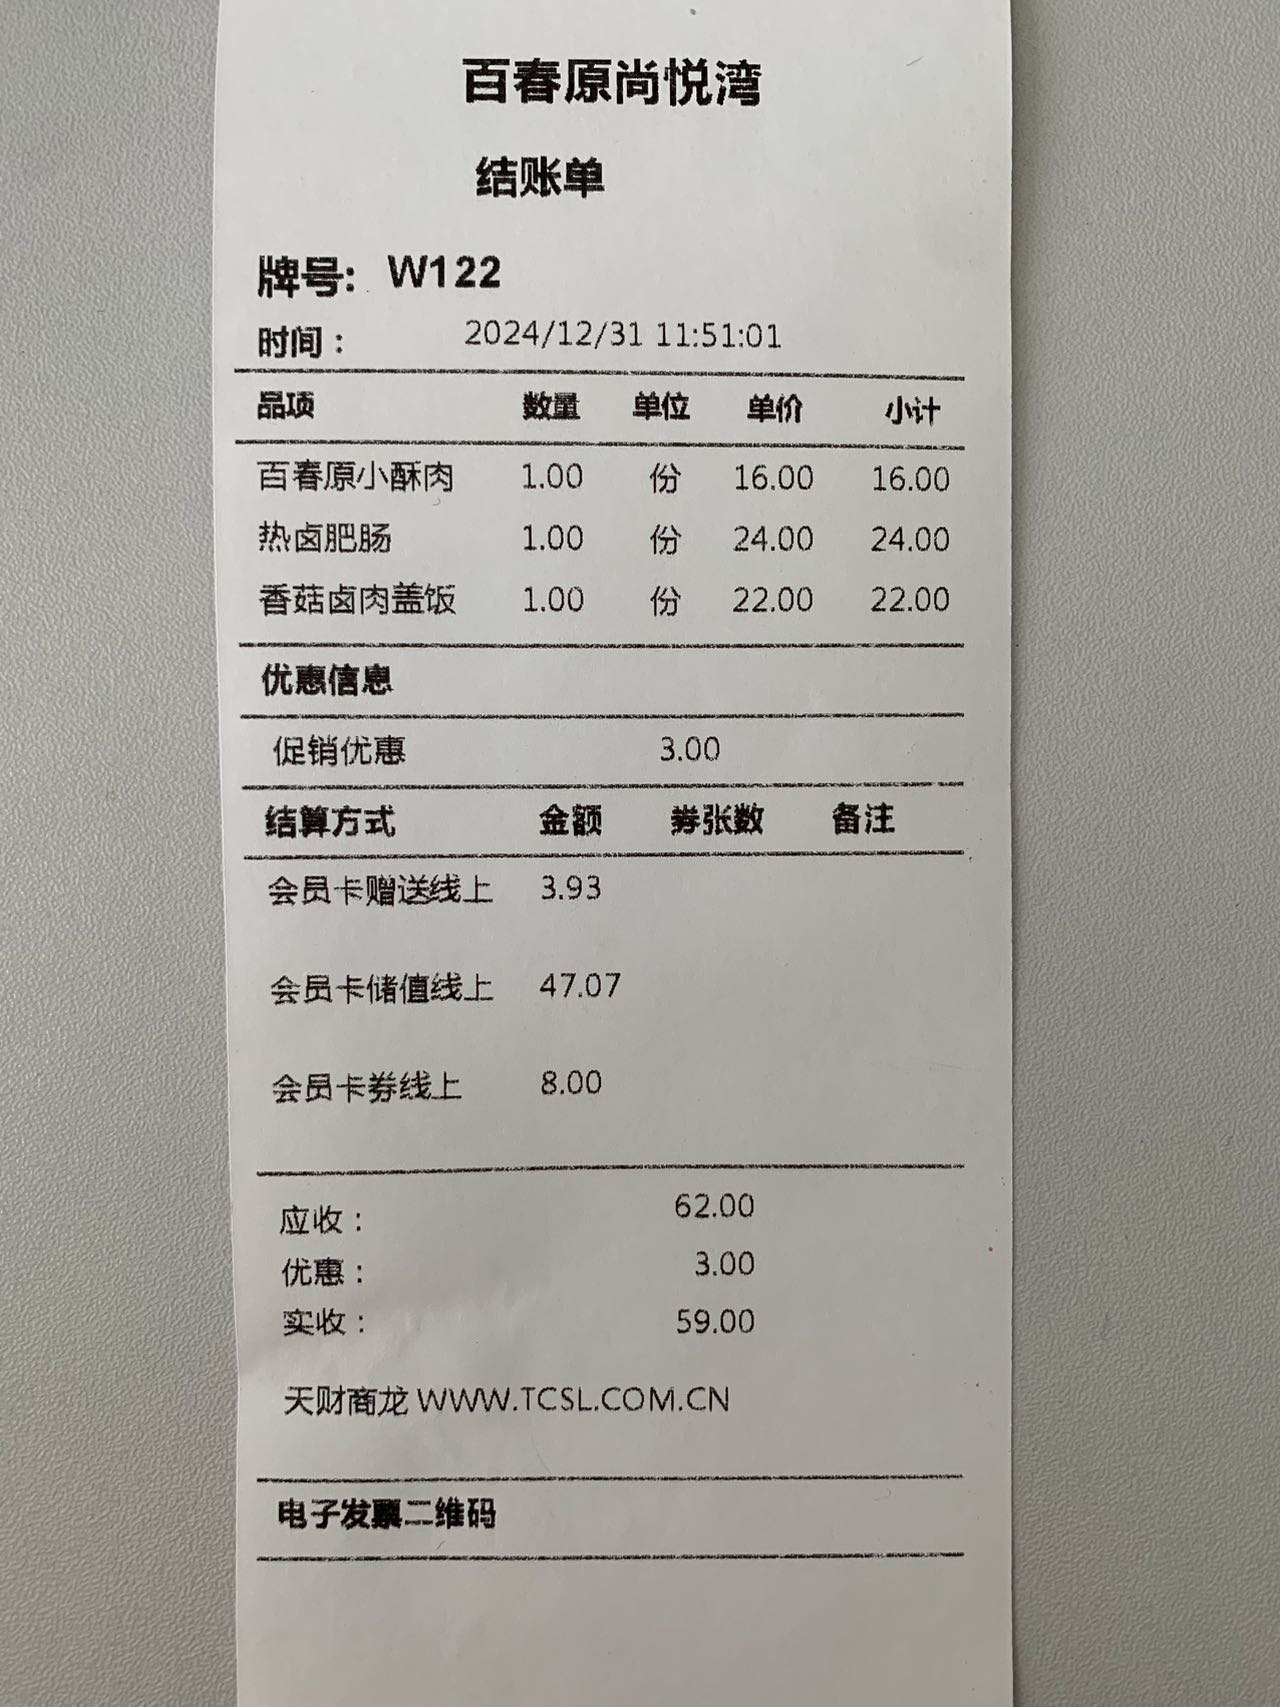 百春原尚悦湾
结账单
牌号: W122
时间： 2024/12/31 11:51:01
品项 数量 单位 单价 小计
百春原小酥肉 1.00 份 16.00 16.00
热卤肥肠 1.00 份 24.00 24.00
香菇卤肉盖饭 1.00 份 22.00 22.00
优惠信息
促销优惠 3.00
结算方式 金额 券张数 备注
会员卡赠送线上 3.93
会员卡储值线上 47.07
会员卡券线上 8.00
应收： 62.00
优惠： 3.00
实收： 59.00
天财商龙 WWW.TCSL.COM.CN
电子发票二维码